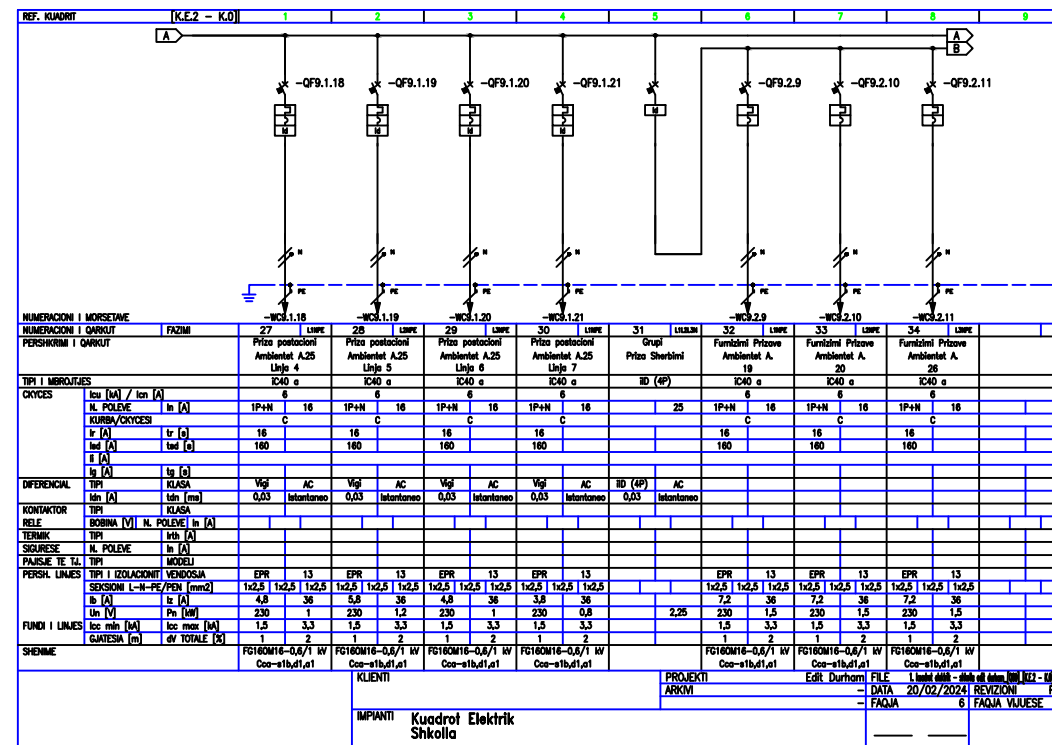 REF. KUADRIT [K.E.2 - K.0] 1 2 3 4 5 6 7 8 9
A A
B
-QF9.1.18 -QF9.1.19 -QF9.1.20 -QF9.1.21 -QF9.2.9 -QF9.2.10 -QF9.2.11
Id Id Id Id Id
N N N N N N N
PE PE PE PE PE PE PE
NUMERACIONI I MORSETAVE -WC9.1.18 -WC9.1.19 -WC9.1.20 -WC9.1.21 -WC9.2.9 -WC9.2.10 -WC9.2.11
NUMERACIONI I QARKUT FAZIMI 27 L1NPE 28 L2NPE 29 L3NPE 30 L1NPE 31 L1L2L3N 32 L1NPE 33 L2NPE 34 L3NPE
PERSHKRIMI I QARKUT Priza postacioni Priza postacioni Priza postacioni Priza postacioni Grupi Furnizimi Prizave Furnizimi Prizave Furnizimi Prizave
Ambientet A.25 Ambientet A.25 Ambientet A.25 Ambientet A.25 Priza Sherbimi Ambientet A. Ambientet A. Ambientet A.
Linja 4 Linja 5 Linja 6 Linja 7 19 20 26
TIPI I MBROJTJES iC40 a iC40 a iC40 a iC40 a iID (4P) iC40 a iC40 a iC40 a
CKYCES Icu [kA] / Icn [A] 6 6 6 6 6 6 6
N. POLEVE In [A] 1P+N 16 1P+N 16 1P+N 16 1P+N 16 25 1P+N 16 1P+N 16 1P+N 16
KURBA/CKYCESI C C C C C C C
Ir [A] tr [s] 16 16 16 16 16 16 16
Isd [A] tsd [s] 160 160 160 160 160 160 160
Ii [A]
Ig [A] tg [s]
DIFERENCIAL TIPI KLASA Vigi AC Vigi AC Vigi AC Vigi AC iID (4P) AC
Idn [A] tdn [ms] 0,03 Istantaneo 0,03 Istantaneo 0,03 Istantaneo 0,03 Istantaneo 0,03 Istantaneo
KONTAKTOR TIPI KLASA
RELE BOBINA [V] N. POLEVE In [A]
TERMIK TIPI Irth [A]
SIGURESE N. POLEVE In [A]
PAJISJE TE TJ. TIPI MODELI
PERSH. LINJES TIPI I IZOLACIONIT VENDOSJA EPR 13 EPR 13 EPR 13 EPR 13 EPR 13 EPR 13 EPR 13
SEKSIONI L-N-PE/PEN [mm2] 1x2,5 1x2,5 1x2,5 1x2,5 1x2,5 1x2,5 1x2,5 1x2,5 1x2,5 1x2,5 1x2,5 1x2,5 1x2,5 1x2,5 1x2,5 1x2,5 1x2,5 1x2,5 1x2,5 1x2,5 1x2,5
Ib [A] Iz [A] 4,8 36 5,8 36 4,8 36 3,8 36 7,2 36 7,2 36 7,2 36
Un [V] Pn [kW] 230 1 230 1,2 230 1 230 0,8 2,25 230 1,5 230 1,5 230 1,5
FUNDI I LINJES Icc min [kA] Icc max [kA] 1,5 3,3 1,5 3,3 1,5 3,3 1,5 3,3 1,5 3,3 1,5 3,3 1,5 3,3
GJATESIA [m] dV TOTALE [%] 1 2 1 2 1 2 1 2 1 2 1 2 1 2
SHENIME FG16OM16-0,6/1 kV FG16OM16-0,6/1 kV FG16OM16-0,6/1 kV FG16OM16-0,6/1 kV FG16OM16-0,6/1 kV FG16OM16-0,6/1 kV FG16OM16-0,6/1 kV
Cca-s1b,d1,a1 Cca-s1b,d1,a1 Cca-s1b,d1,a1 Cca-s1b,d1,a1 Cca-s1b,d1,a1 Cca-s1b,d1,a1 Cca-s1b,d1,a1
KLIENTI PROJEKTI Edit Durham FILE
ARKIVI - DATA 20/02/2024 REVIZIONI
- FAQJA 6 FAQJA VIJUESE
IMPIANTI Kuadrot Elektrik
Shkolla